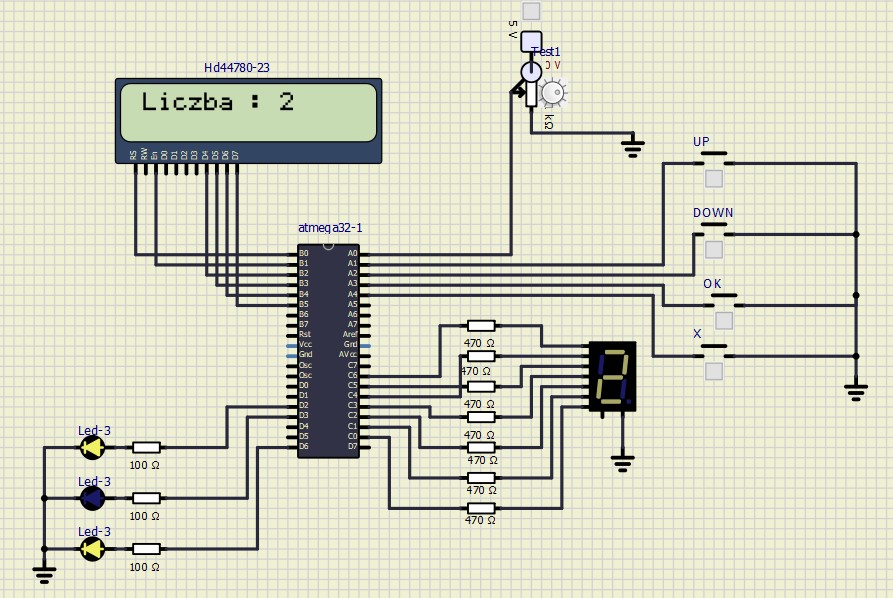 5 V
Test1
0 V
Hd44780-23
Liczba : 2
kΩ
RS RW En D0 D1 D2 D3 D4 D5 D6 D7
UP
DOWN
OK
X
atmega32-1
B0 A0
B1 A1
B2 A2
B3 A3
B4 A4
B5 A5
B6 A6
B7 A7
Rst Aref
Vcc Gnd
Gnd AVcc
Osc C7
Osc C6
D0 C5
D1 C4
D2 C3
D3 C2
D4 C1
D5 C0
D6 D7
470 Ω
470 Ω
470 Ω
470 Ω
470 Ω
470 Ω
470 Ω
Led-3
100 Ω
Led-3
100 Ω
Led-3
100 Ω